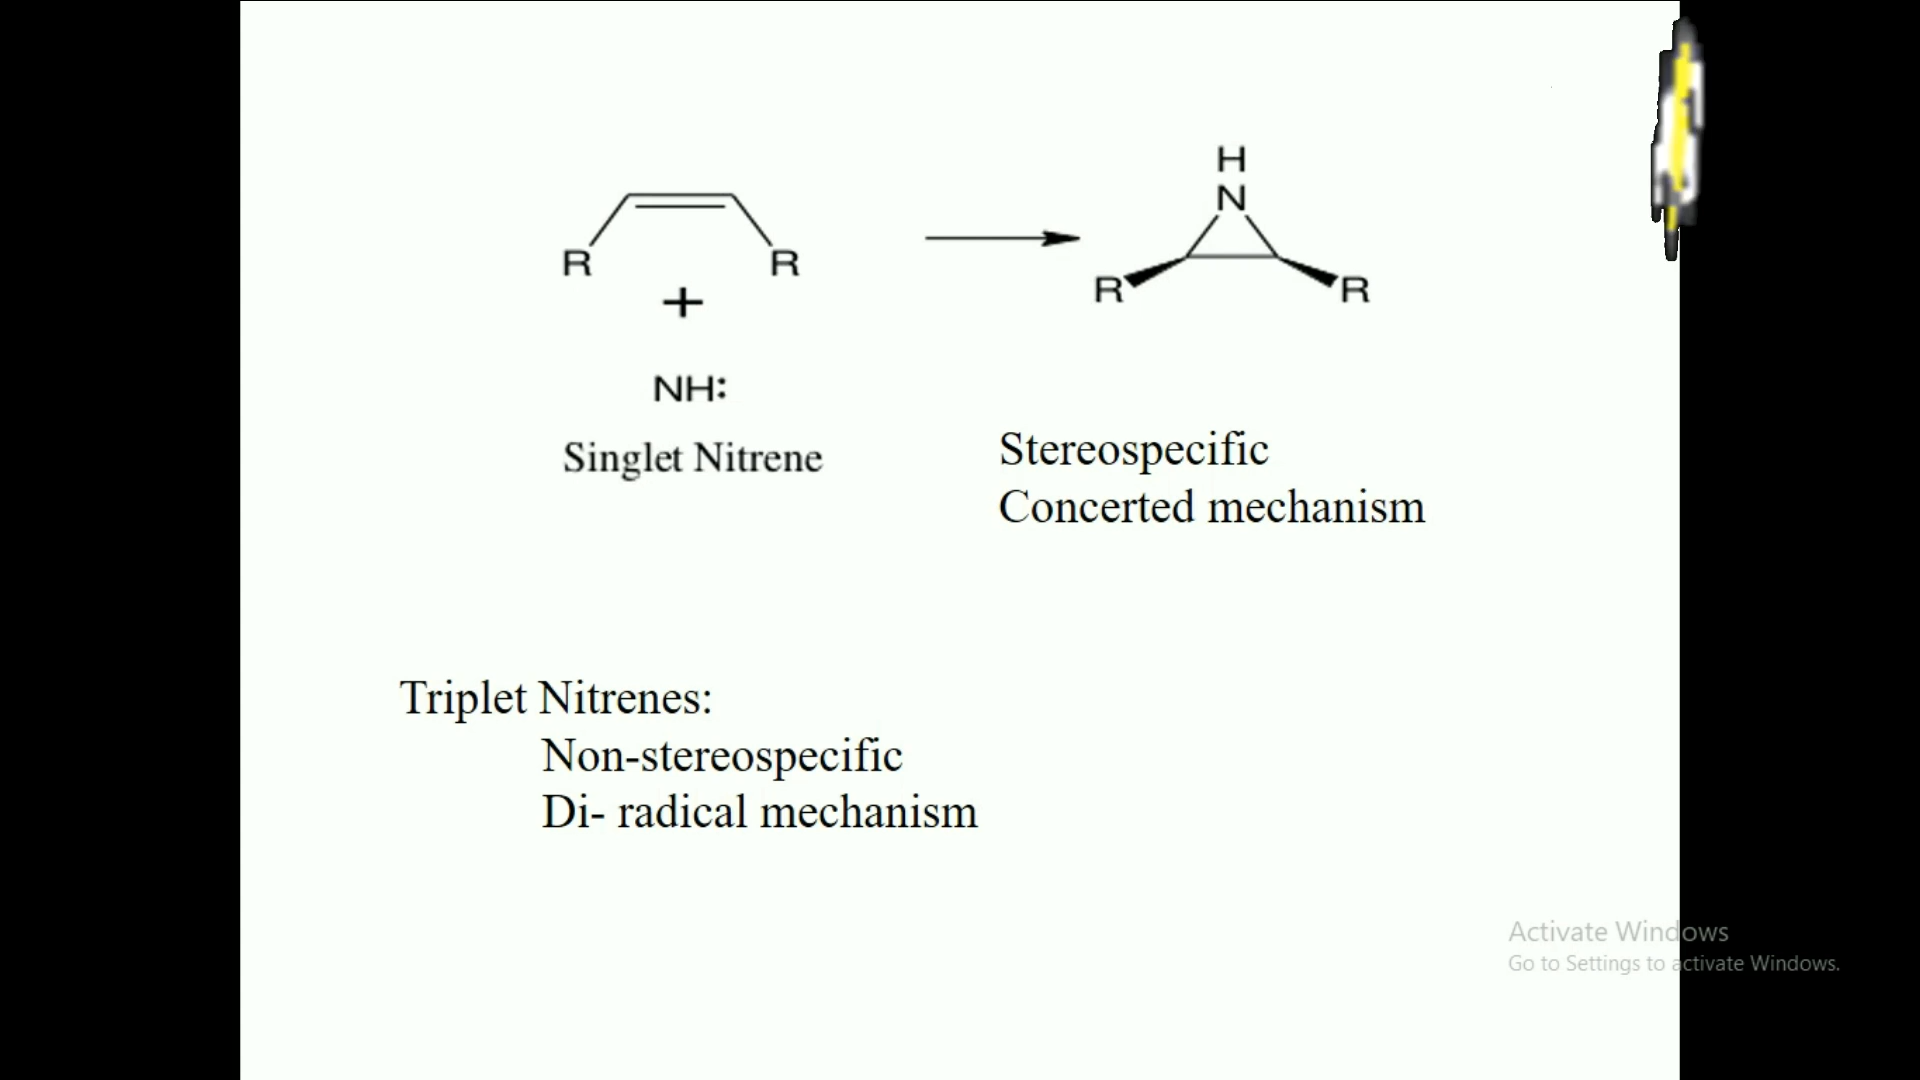 H
N
R R
R R
+
NH:
Singlet Nitrene
Stereospecific
Concerted mechanism
Triplet Nitrenes:
Non-stereospecific
Di- radical mechanism
Activate Windows
Go to Settings to activate Windows.